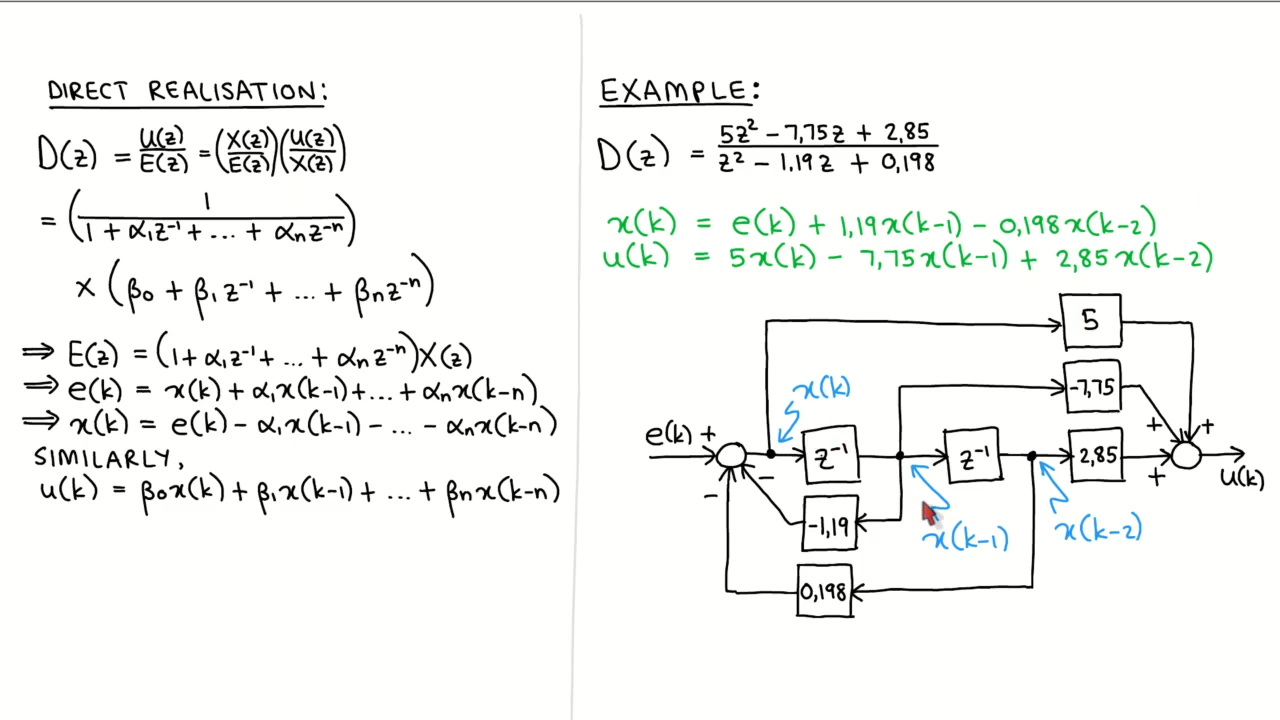 DIRECT REALISATION:
D(z) = U(z)/E(z) = (X(z)/E(z))(U(z)/X(z))
= (1/(1 + α₁z⁻¹ + ... + αₙz⁻ⁿ))
× (β₀ + β₁z⁻¹ + ... + βₙz⁻ⁿ)
⇒ E(z) = (1 + α₁z⁻¹ + ... + αₙz⁻ⁿ)X(z)
⇒ e(k) = x(k) + α₁x(k-1) + ... + αₙx(k-n)
⇒ x(k) = e(k) - α₁x(k-1) - ... - αₙx(k-n)
SIMILARLY,
u(k) = β₀x(k) + β₁x(k-1) + ... + βₙx(k-n)
EXAMPLE:
D(z) = (5z² - 7,75z + 2,85)/(z² - 1.19z + 0,198)
x(k) = e(k) + 1,19x(k-1) - 0,198x(k-2)
u(k) = 5x(k) - 7,75x(k-1) + 2,85x(k-2)
5
x(k)
-7,75
e(k) +
z⁻¹
z⁻¹
2,85
+
+
+
u(k)
-
-
-1,19
x(k-1)
x(k-2)
0,198